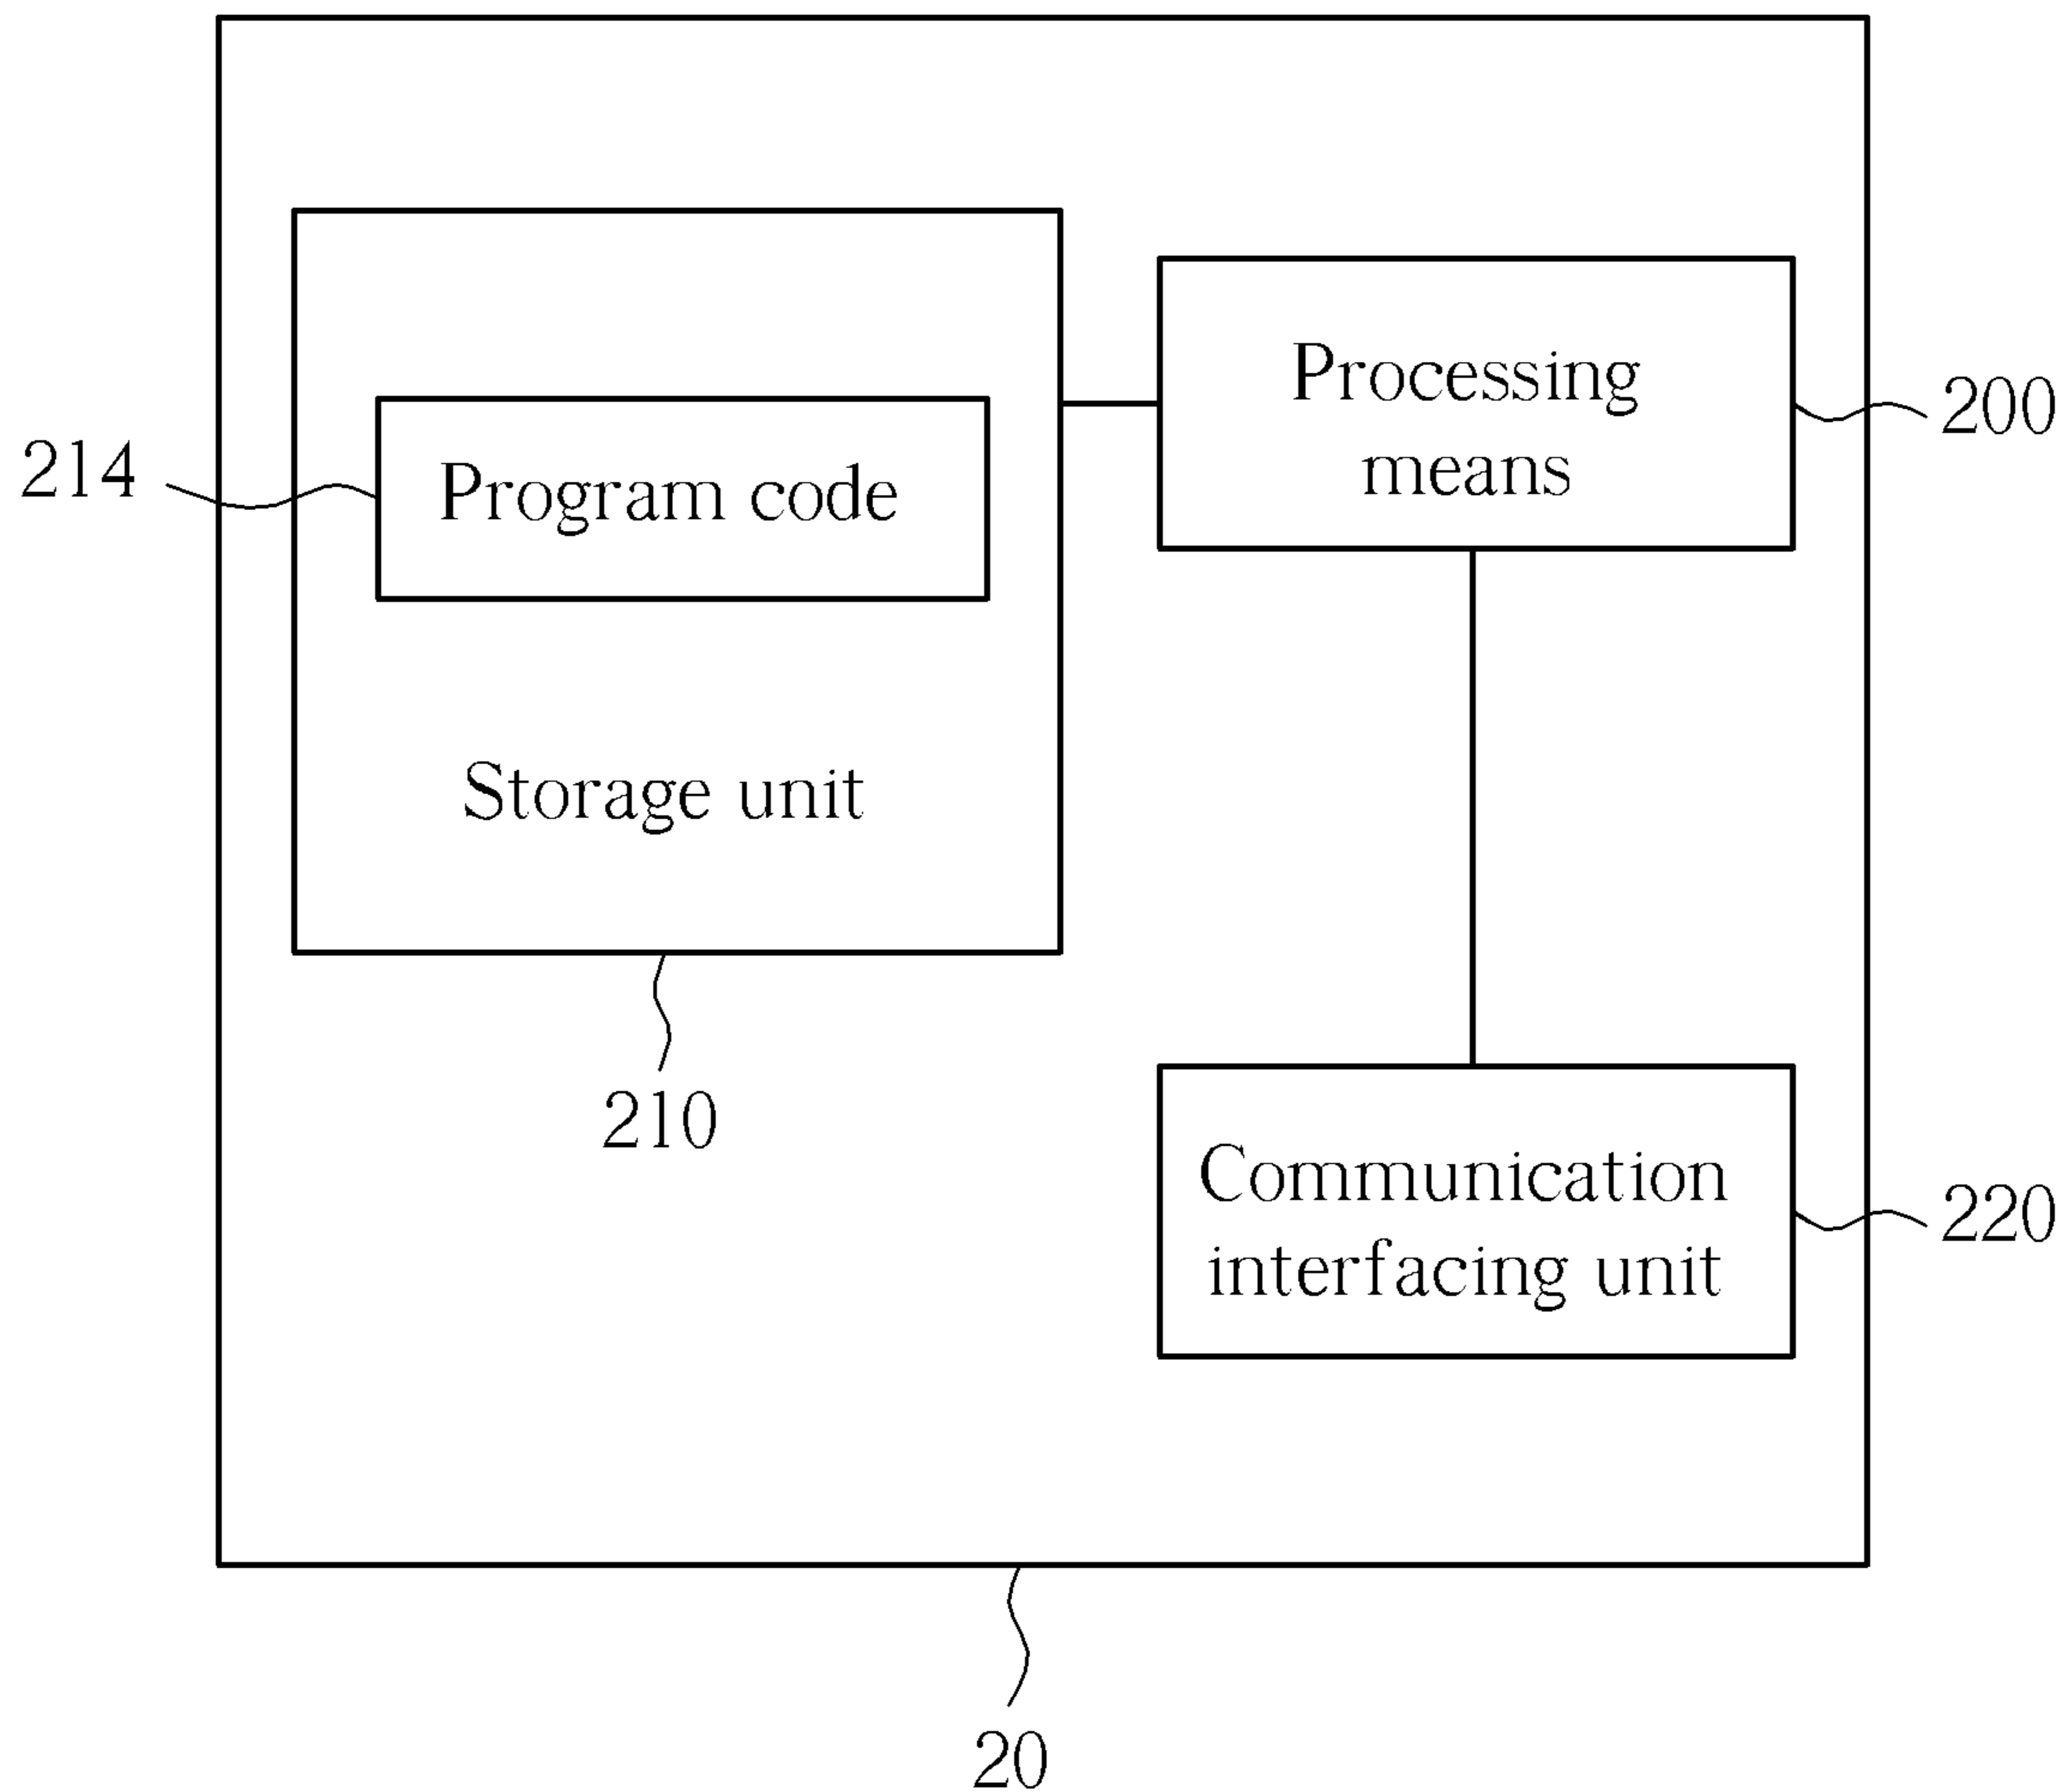 Processing
means
200
214
Program code
Storage unit
210
Communication
interfacing unit
220
20